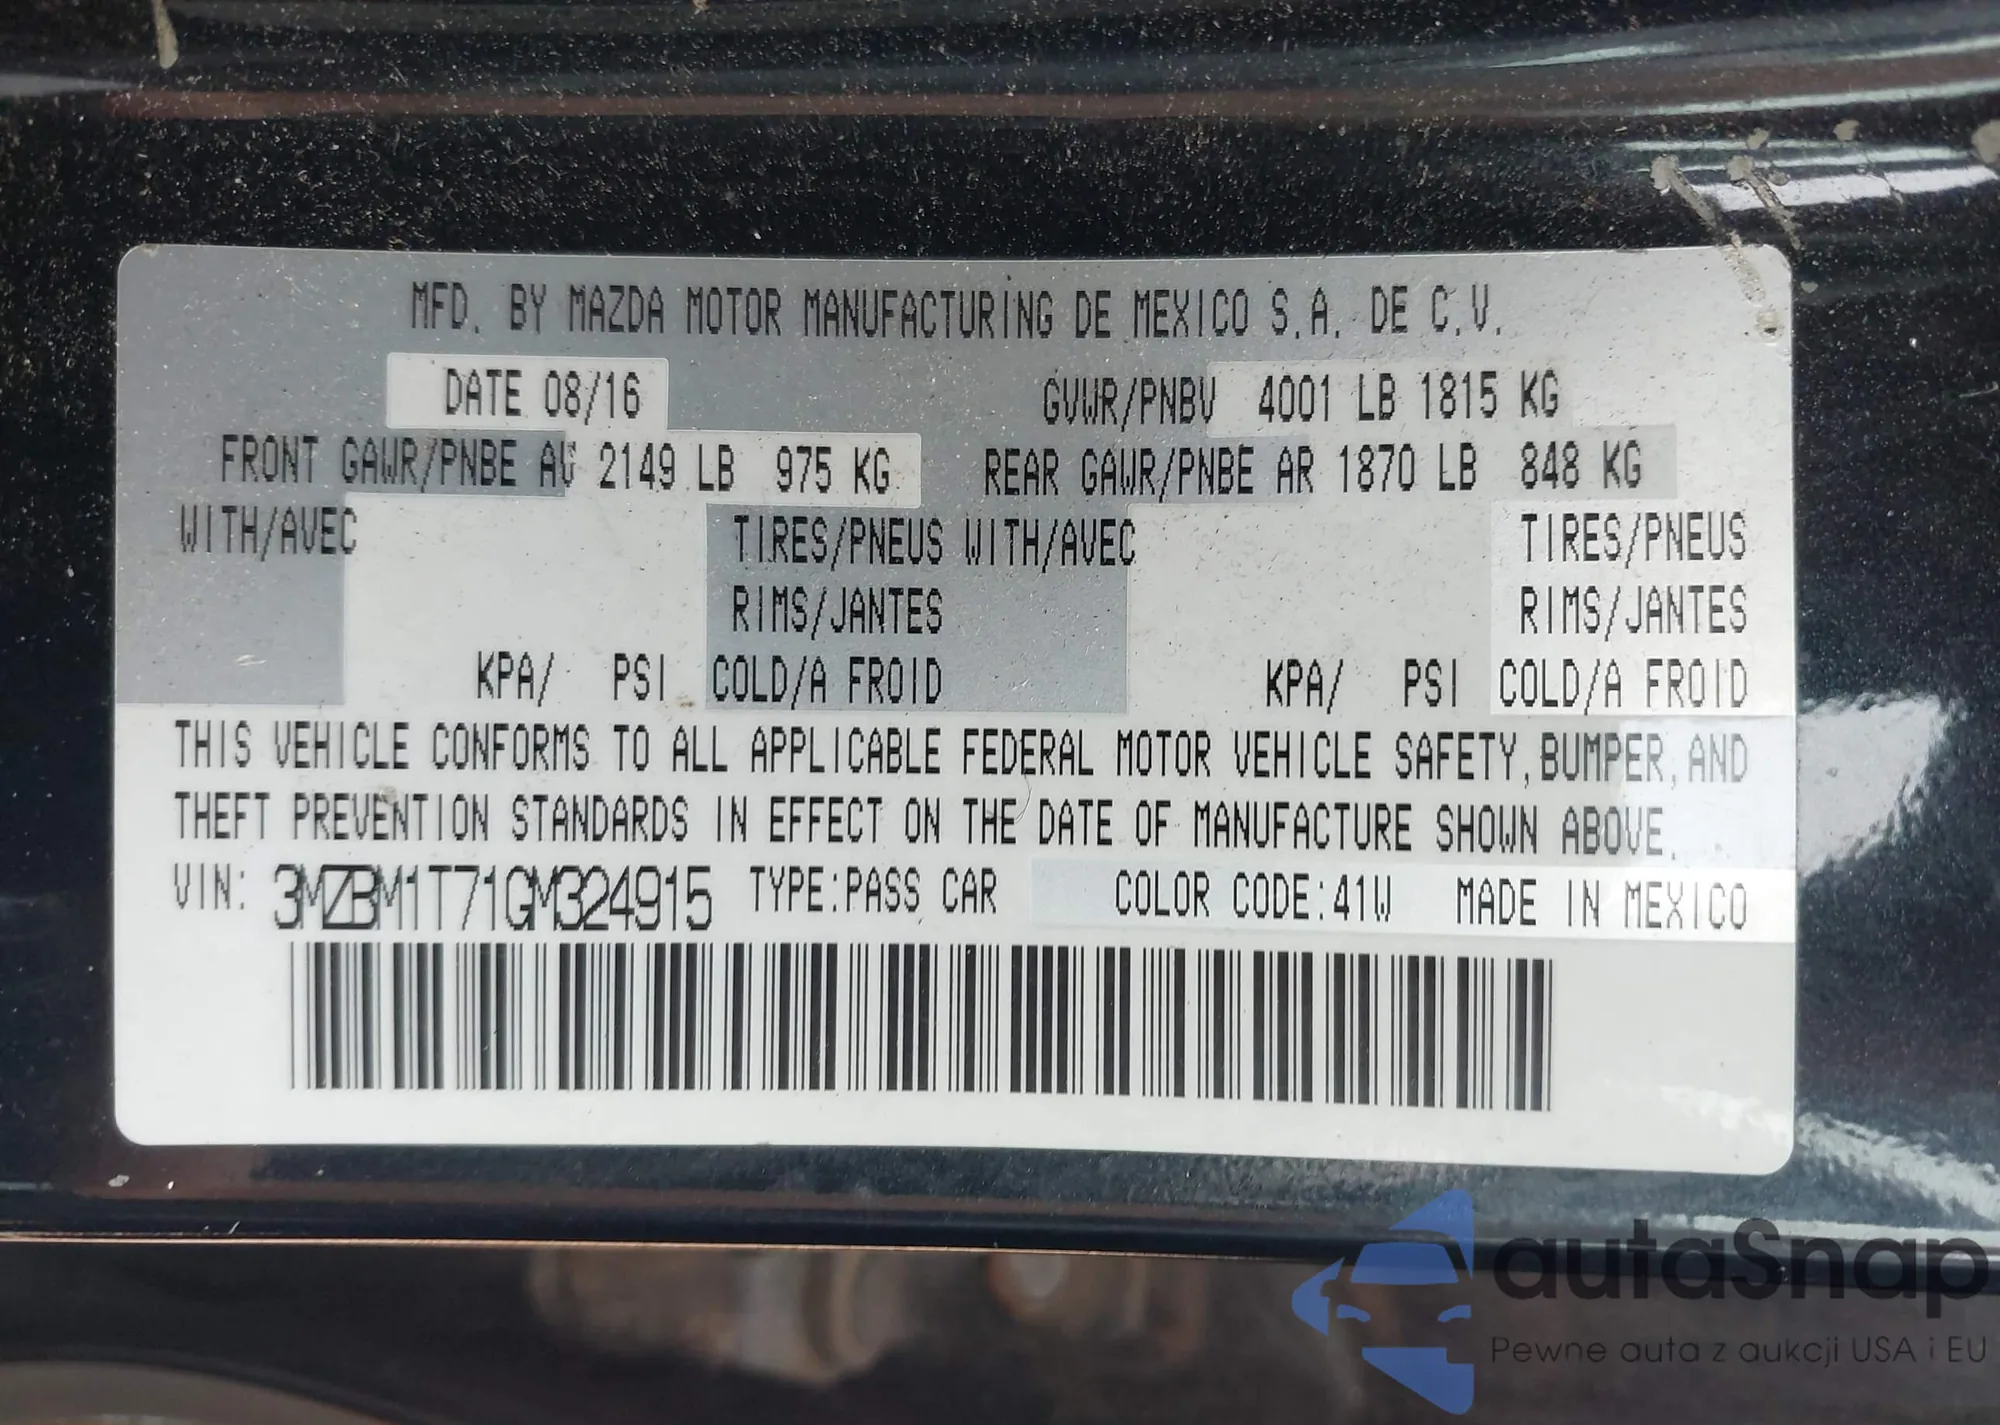 MFD. BY MAZDA MOTOR MANUFACTURING DE MEXICO S.A. DE C.V.
DATE 08/16 GVWR/PNBV 4001 LB 1815 KG
FRONT GAWR/PNBE AV 2149 LB 975 KG REAR GAWR/PNBE AR 1870 LB 848 KG
WITH/AVEC TIRES/PNEUS WITH/AVEC TIRES/PNEUS
RIMS/JANTES RIMS/JANTES
KPA/ PSI COLD/A FROID KPA/ PSI COLD/A FROID
THIS VEHICLE CONFORMS TO ALL APPLICABLE FEDERAL MOTOR VEHICLE SAFETY, BUMPER, AND
THEFT PREVENTION STANDARDS IN EFFECT ON THE DATE OF MANUFACTURE SHOWN ABOVE.
VIN: 3MZBM1T71GM324915 TYPE:PASS CAR COLOR CODE:41W MADE IN MEXICO
autaSnap
Pewne auta z aukcji USA i EU